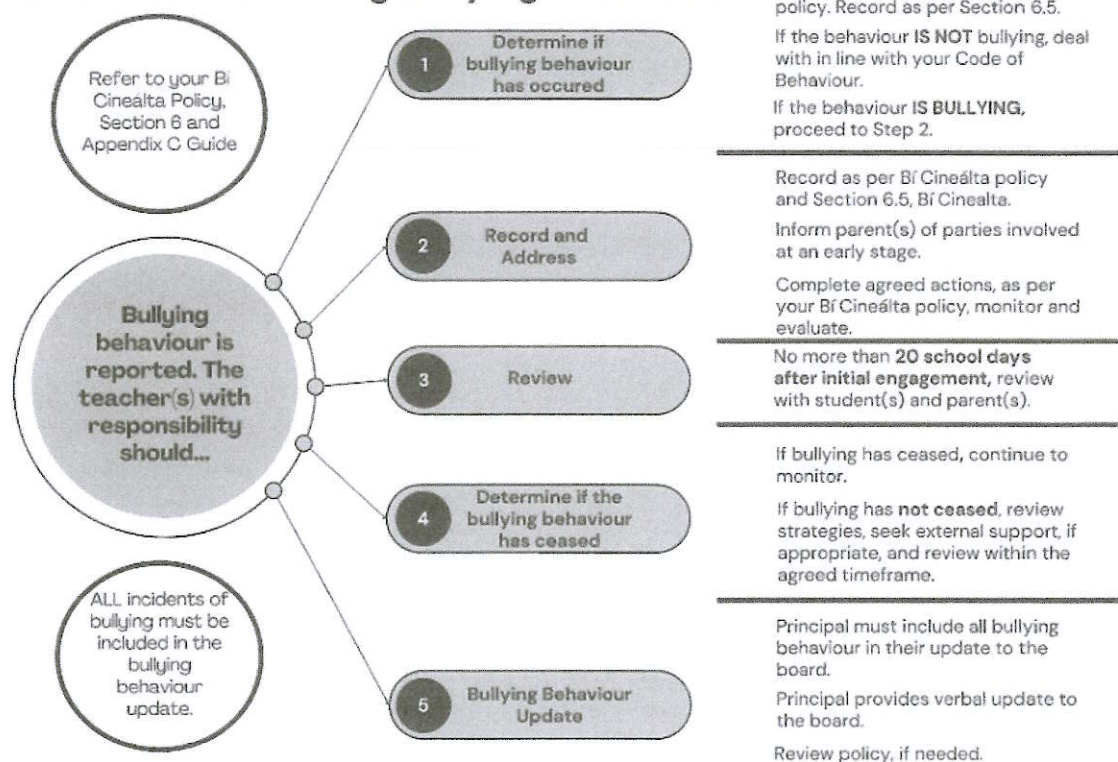 policy. Record as per Section 6.5.
If the behaviour IS NOT bullying, deal
with in line with your Code of
Behaviour.
If the behaviour IS BULLYING,
proceed to Step 2.
Refer to your Bí
Cineálta Policy,
Section 6 and
Appendix C Guide
1
Determine if
bullying behaviour
has occured
Record as per Bí Cineálta policy
and Section 6.5, Bí Cinealta.
Inform parent(s) of parties involved
at an early stage.
Complete agreed actions, as per
your Bí Cineálta policy, monitor and
evaluate.
2
Record and
Address
Bullying
behaviour is
reported. The
teacher(s) with
responsibility
should...
3
Review
No more than 20 school days
after initial engagement, review
with student(s) and parent(s).
4
Determine if the
bullying behaviour
has ceased
If bullying has ceased, continue to
monitor.
If bullying has not ceased, review
strategies, seek external support, if
appropriate, and review within the
agreed timeframe.
ALL incidents of
bullying must be
included in the
bullying
behaviour
update.
5
Bullying Behaviour
Update
Principal must include all bullying
behaviour in their update to the
board.
Principal provides verbal update to
the board.
Review policy, if needed.